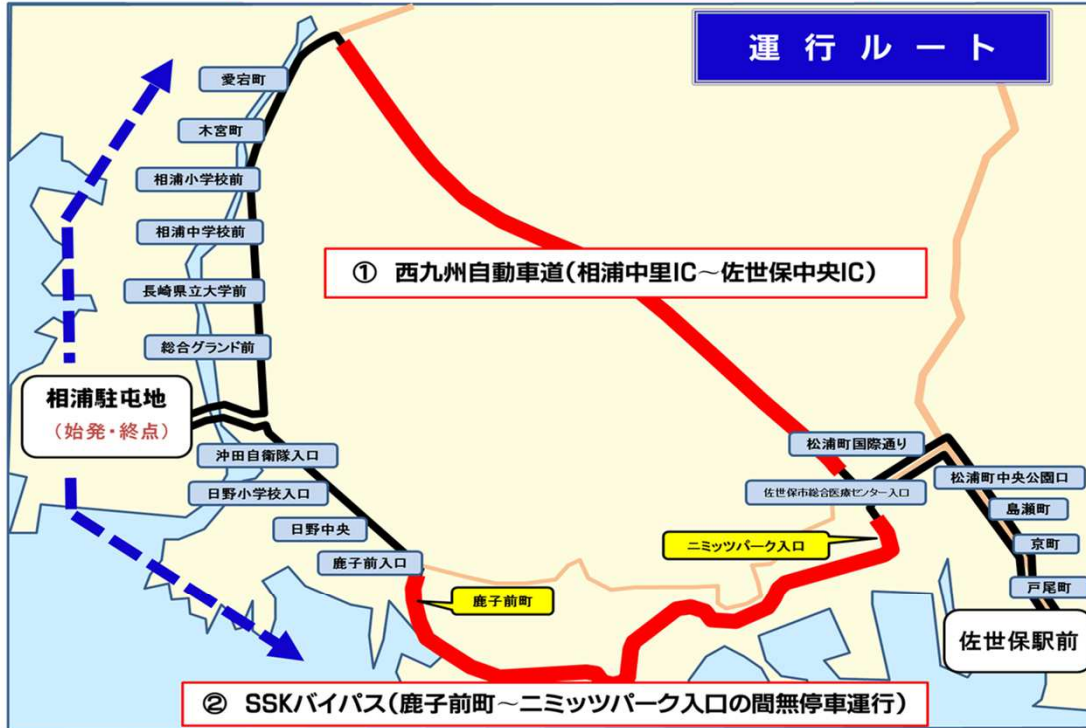 運行ルート
愛宕町
木宮町
相浦小学校前
相浦中学校前
① 西九州自動車道(相浦中里IC~佐世保中央IC)
長崎県立大学前
総合グランド前
相浦駐屯地
(始発・終点)
沖田自衛隊入口
日野小学校入口
日野中央
鹿子前入口
鹿子前町
松浦町国際通り
佐世保市総合医療センター入口
松浦町中央公園口
島瀬町
ニミッツパーク入口
京町
戸尾町
佐世保駅前
② SSKバイパス(鹿子前町~ニミッツパーク入口の間無停車運行)